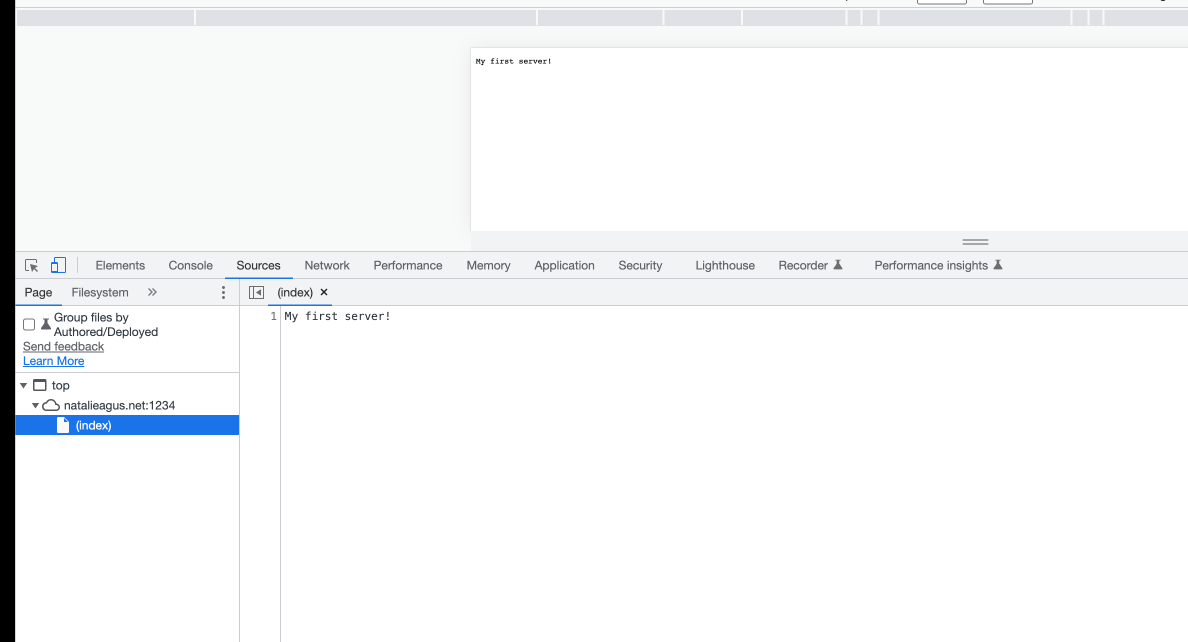 My first server!
Elements Console Sources Network Performance Memory Application Security Lighthouse Recorder Performance insights
Page Filesystem
(index)
Group files by
Authored/Deployed
Send feedback
Learn More
top
natalieagus.net:1234
(index)
1 My first server!